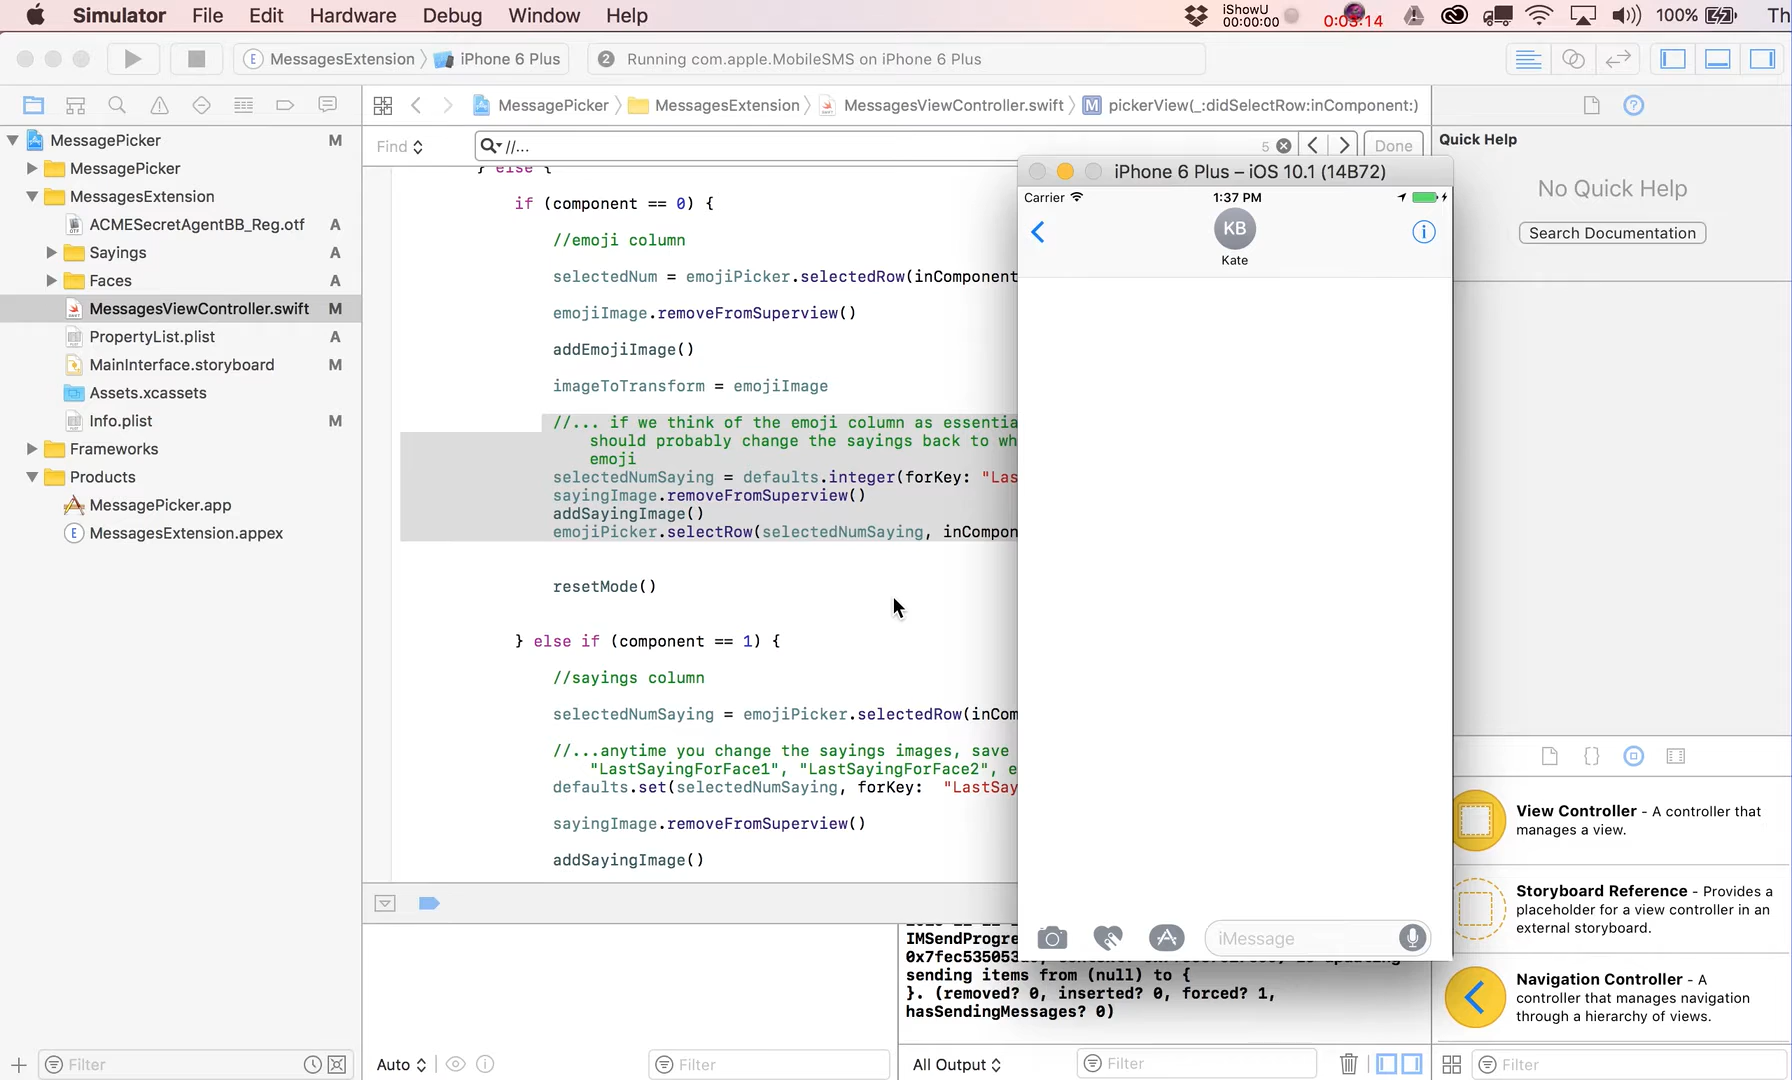 Simulator File Edit Hardware Debug Window Help
iShowU
00:00:00
0:03:14
100%
Th
MessagesExtension
iPhone 6 Plus
2
Running com.apple.MobileSMS on iPhone 6 Plus
MessagePicker
MessagesExtension
MessagesViewController.swift
M
pickerView(_:didSelectRow:inComponent:)
Find
//...
5
Done
MessagePicker M
MessagePicker
MessagesExtension
ACMESecretAgentBB_Reg.otf A
Sayings A
Faces A
MessagesViewController.swift M
PropertyList.plist A
MainInterface.storyboard M
Assets.xcassets
Info.plist M
Frameworks
Products
MessagePicker.app
MessagesExtension.appex
} else {
if (component == 0) {
//emoji column
selectedNum = emojiPicker.selectedRow(inComponent
emojiImage.removeFromSuperview()
addEmojiImage()
imageToTransform = emojiImage
//... if we think of the emoji column as essentia
should probably change the sayings back to wh
emoji
selectedNumSaying = defaults.integer(forKey: "Las
sayingImage.removeFromSuperview()
addSayingImage()
emojiPicker.selectRow(selectedNumSaying, inCompon
resetMode()
} else if (component == 1) {
//sayings column
selectedNumSaying = emojiPicker.selectedRow(inCom
//...anytime you change the sayings images, save
"LastSayingForFace1", "LastSayingForFace2", e
defaults.set(selectedNumSaying, forKey: "LastSay
sayingImage.removeFromSuperview()
addSayingImage()
iPhone 6 Plus – iOS 10.1 (14B72)
Carrier
1:37 PM
KB
Kate
iMessage
IMSendProgre
sending items from (null) to {
}. (removed? 0, inserted? 0, forced? 1,
hasSendingMessages? 0)
Quick Help
No Quick Help
Search Documentation
View Controller - A controller that
manages a view.
Storyboard Reference - Provides a
placeholder for a view controller in an
external storyboard.
Navigation Controller - A
controller that manages navigation
through a hierarchy of views.
Filter
Auto
Filter
All Output
Filter
Filter